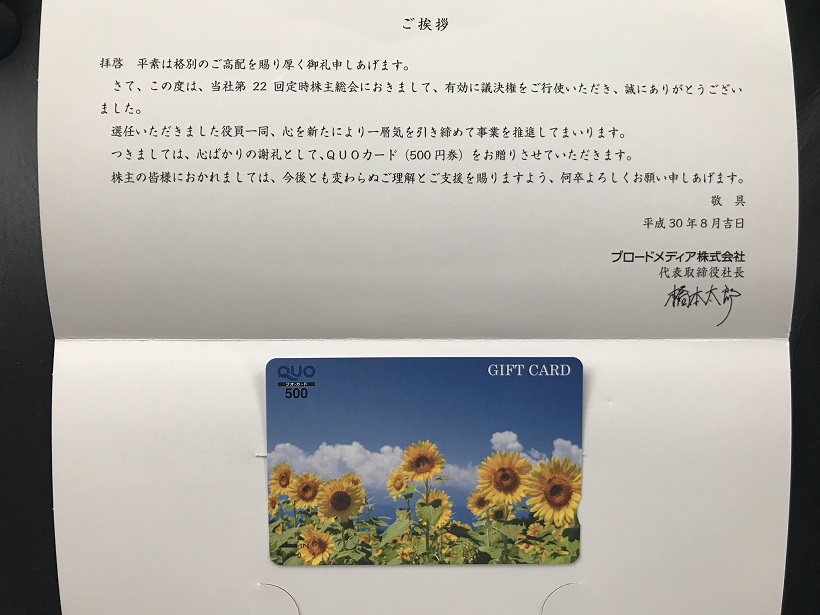 ご挨拶
拝啓　平素は格別のご高配を賜り厚く御礼申しあげます。
さて、この度は、当社第 22 回定時株主総会におきまして、有効に議決権をご行使いただき、誠にありがとうござい
ました。
選任いただきました役員一同、心を新たにより一層気を引き締めて事業を推進してまいります。
つきましては、心ばかりの謝礼として、QUOカード（500円券）をお贈りさせていただきます。
株主の皆様におかれましては、今後とも変わらぬご理解とご支援を賜りますよう、何卒よろしくお願い申しあげます。
敬　具
平成30年8月吉日
ブロードメディア株式会社
代表取締役社長
橋本太郎
QUO
クオ・カード
500
GIFT CARD